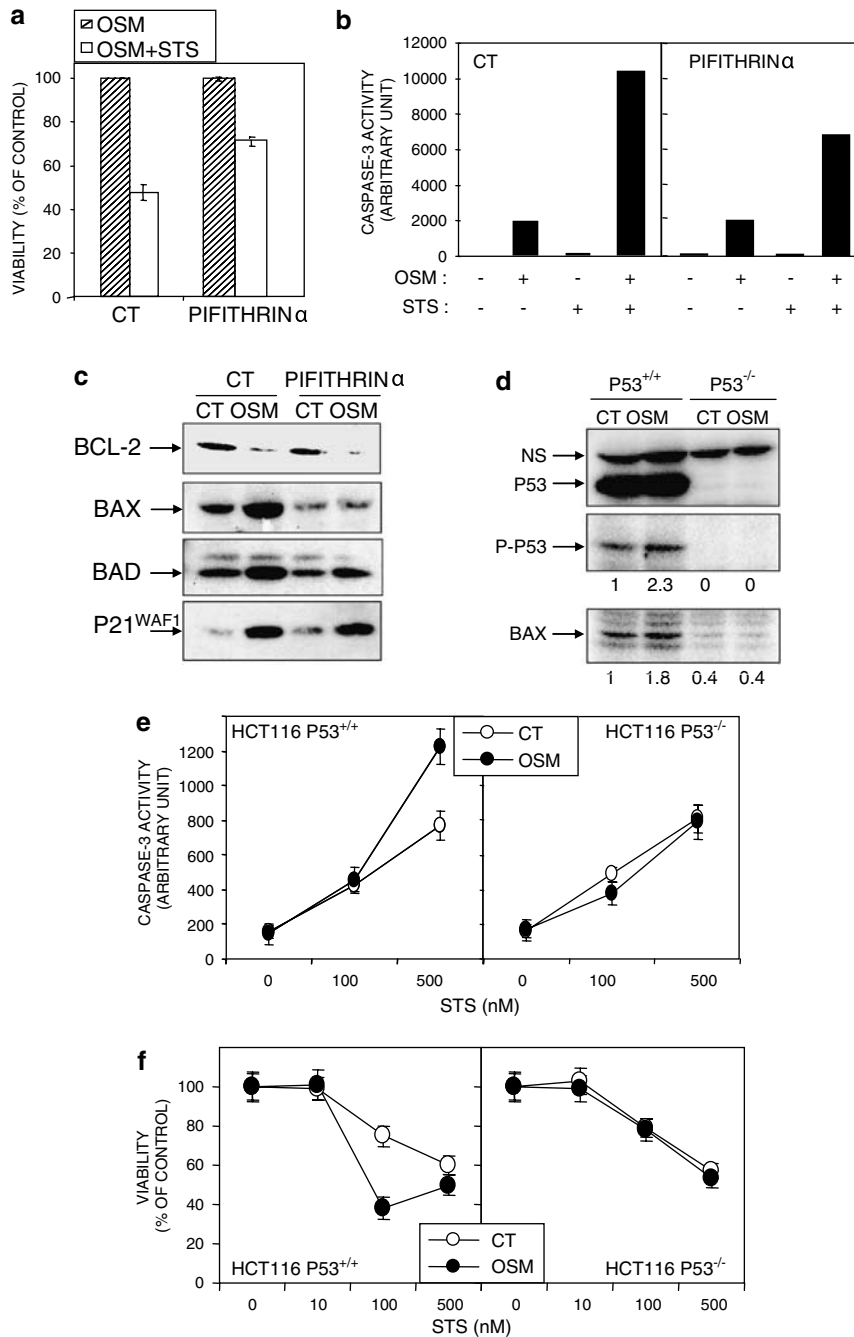 a
OSM
OSM+STS
VIABILITY (% OF CONTROL)
100
80
60
40
20
0
CT PIFITHRINα
b
CASPASE-3 ACTIVITY
(ARBITRARY UNIT)
12000
10000
8000
6000
4000
2000
0
CT PIFITHRINα
OSM : - + - + - + - +
STS : - - + + - - + +
c
CT PIFITHRINα
CT OSM CT OSM
BCL-2
BAX
BAD
P21WAF1
d
P53+/+ P53-/-
CT OSM CT OSM
NS
P53
P-P53
1 2.3 0 0
BAX
1 1.8 0.4 0.4
e
HCT116 P53+/+ HCT116 P53-/-
CT
OSM
CASPASE-3 ACTIVITY
(ARBITRARY UNIT)
1200
1000
800
600
400
200
0
0 100 500 0 100 500
STS (nM)
f
VIABILITY
(% OF CONTROL)
100
80
60
40
20
0
CT
OSM
HCT116 P53+/+ HCT116 P53-/-
0 10 100 500 0 10 100 500
STS (nM)